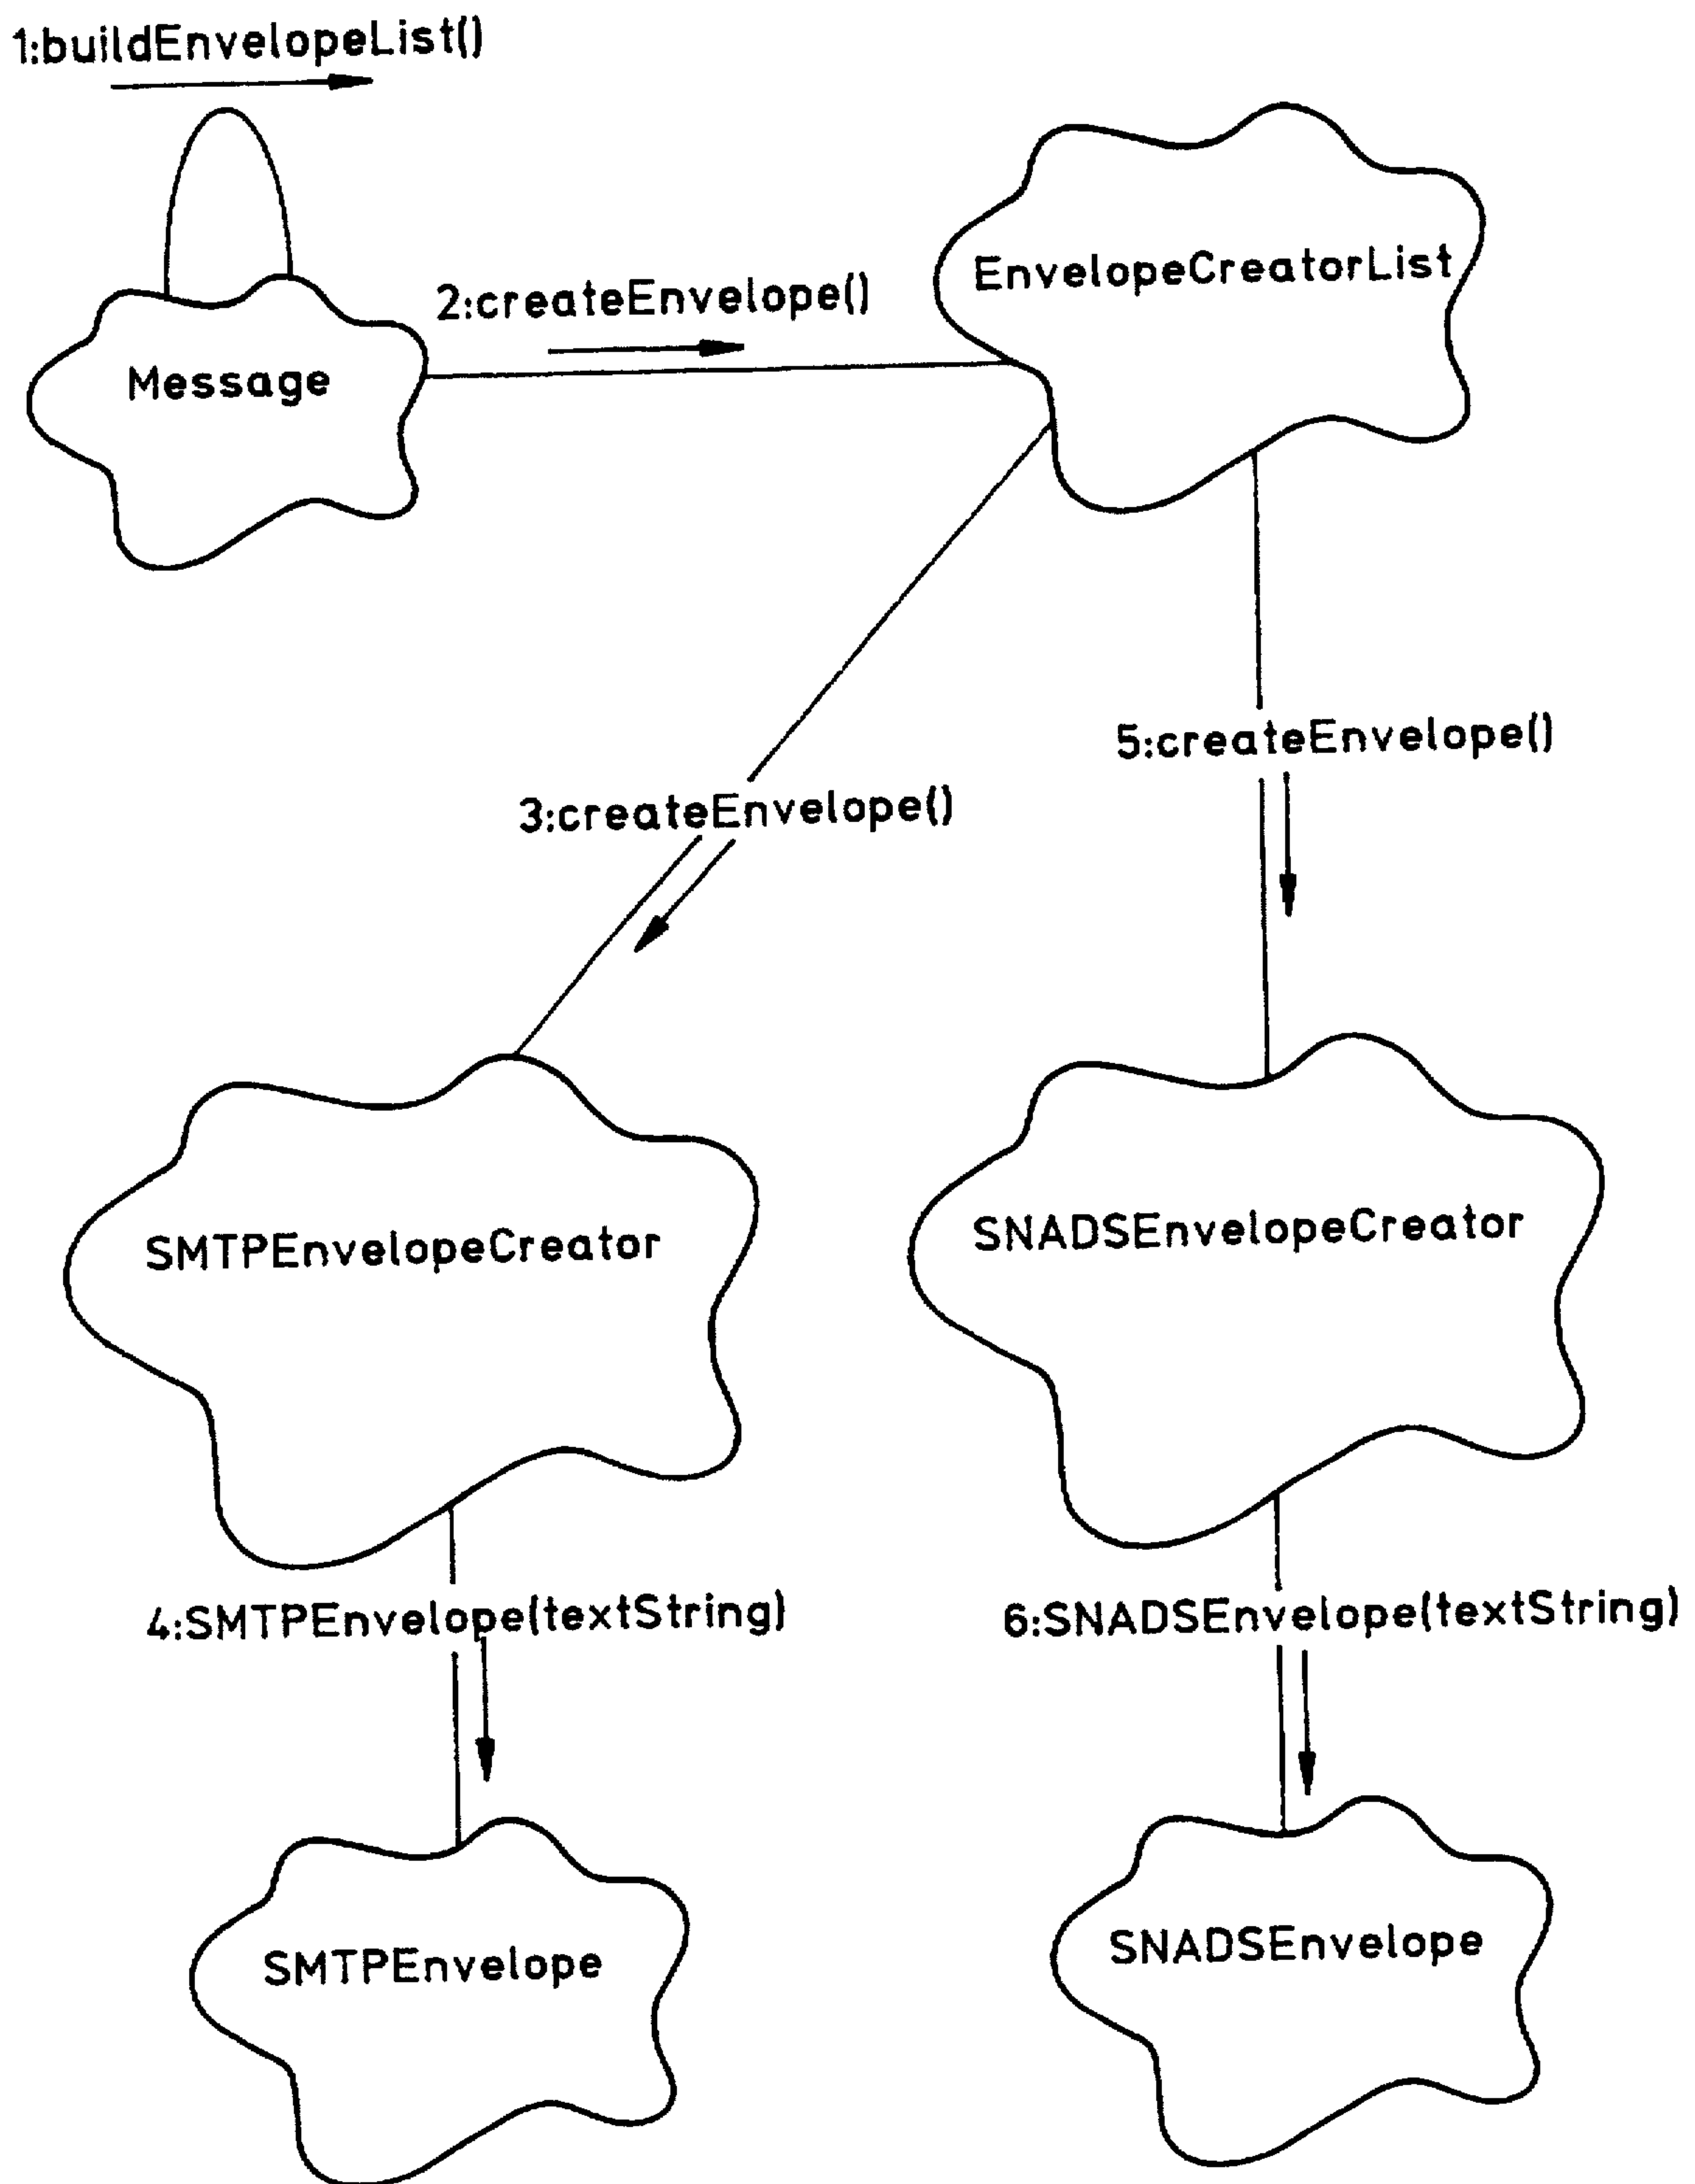 1:buildEnvelopeList()
EnvelopeCreatorList
2:createEnvelope()
Message
5:createEnvelope()
3:createEnvelope()
SMTPEnvelopeCreator
SNADSEnvelopeCreator
4:SMTPEnvelope(textString)
6:SNADSEnvelope(textString)
SMTPEnvelope
SNADSEnvelope